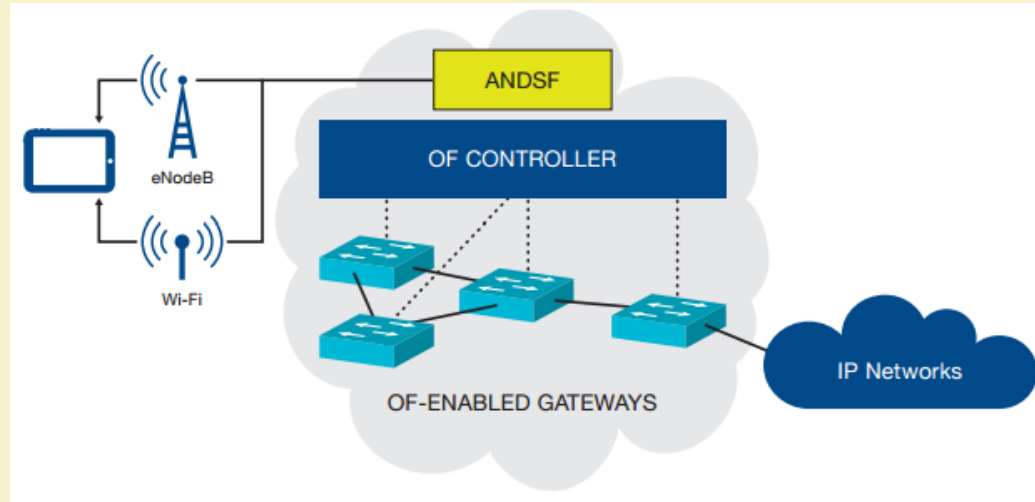 ANDSF
OF CONTROLLER
eNodeB
Wi-Fi
IP Networks
OF-ENABLED GATEWAYS